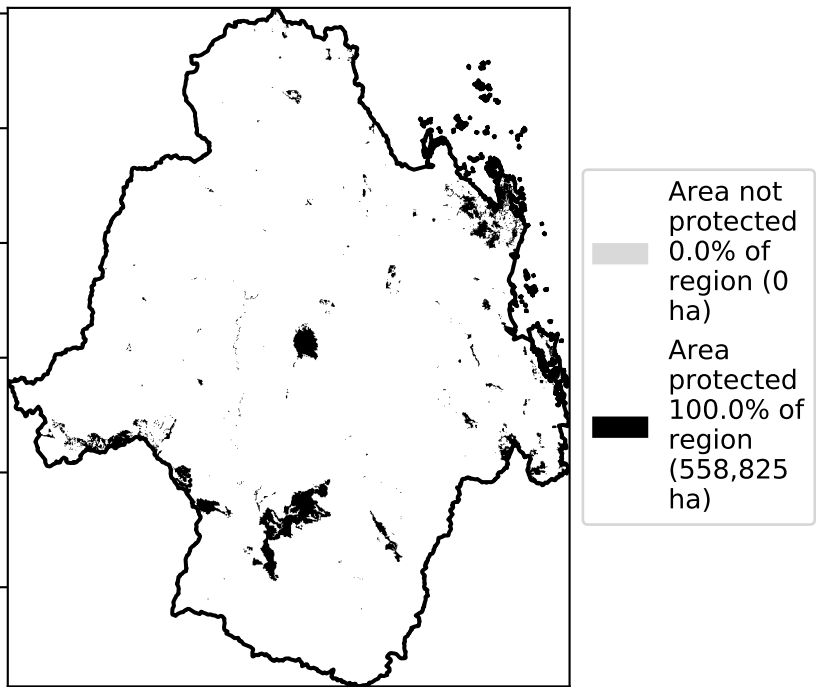 Area not
protected
0.0% of
region (0
ha)
Area
protected
100.0% of
region
(558,825
ha)